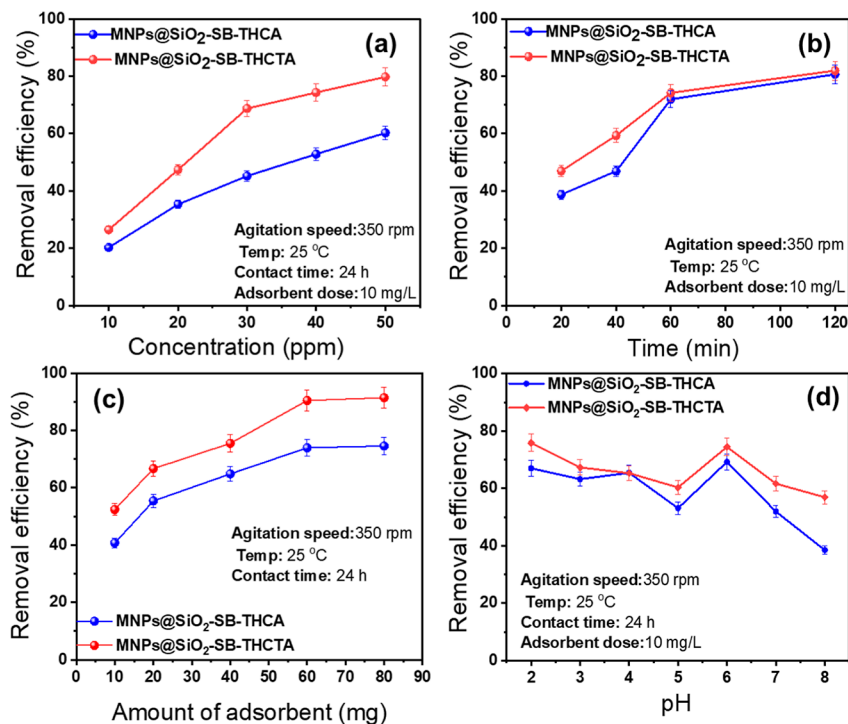 MNPs@SiO2-SB-THCA
MNPs@SiO2-SB-THCTA
(a)
Removal efficiency (%)
100
80
60
40
20
0
Agitation speed:350 rpm
Temp: 25 °C
Contact time: 24 h
Adsorbent dose:10 mg/L
10 20 30 40 50
Concentration (ppm)
MNPs@SiO2-SB-THCA
MNPs@SiO2-SB-THCTA
(b)
Removal efficiency (%)
100
80
60
40
20
0
Agitation speed:350 rpm
Temp: 25 °C
Adsorbent dose:10 mg/L
0 20 40 60 80 100 120
Time (min)
(c)
Removal efficiency (%)
100
80
60
40
20
0
Agitation speed:350 rpm
Temp: 25 °C
Contact time: 24 h
MNPs@SiO2-SB-THCA
MNPs@SiO2-SB-THCTA
10 20 30 40 50 60 70 80 90
Amount of adsorbent (mg)
MNPs@SiO2-SB-THCA
MNPs@SiO2-SB-THCTA
(d)
Removal efficiency (%)
100
80
60
40
20
0
Agitation speed:350 rpm
Temp: 25 °C
Contact time: 24 h
Adsorbent dose:10 mg/L
2 3 4 5 6 7 8
pH